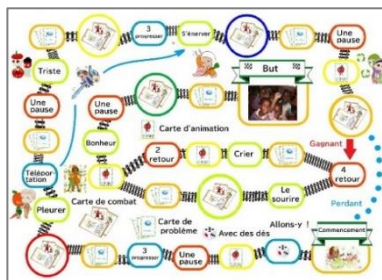 3
progresser
S'énerver
Une
pause
Triste
But
Une
pause
Une
pause
Carte d'animation
Bonheur
2
retour
Crier
Gagnant
4
retour
Télépor
tation
Pleurer
Carte de combat
Le
sourire
Perdant
Carte de
problème
Avec des dés
Allons-y !
Commencement
3
progresser
Une
pause